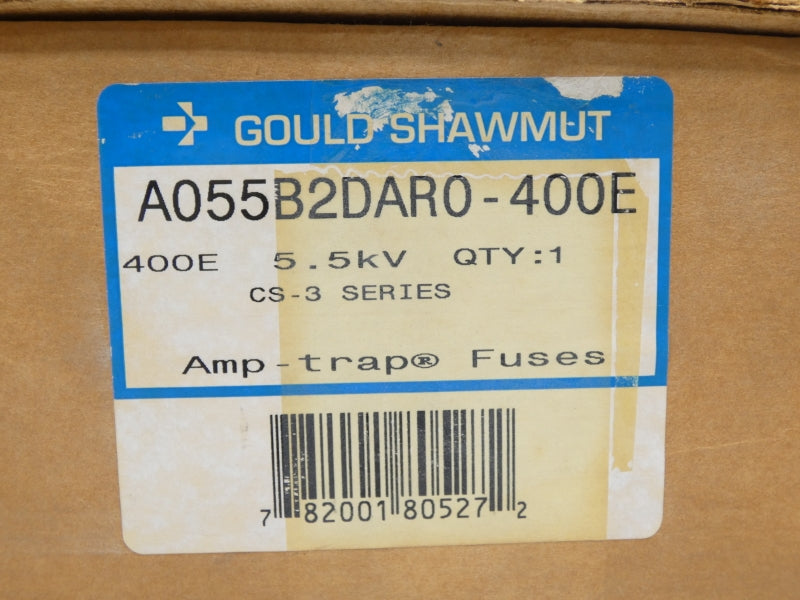 GOULD SHAWMUT
A055B2DAR0-400E
400E 5.5kV QTY:1
CS-3 SERIES
Amp-trap® Fuses
7 82001 80527 2